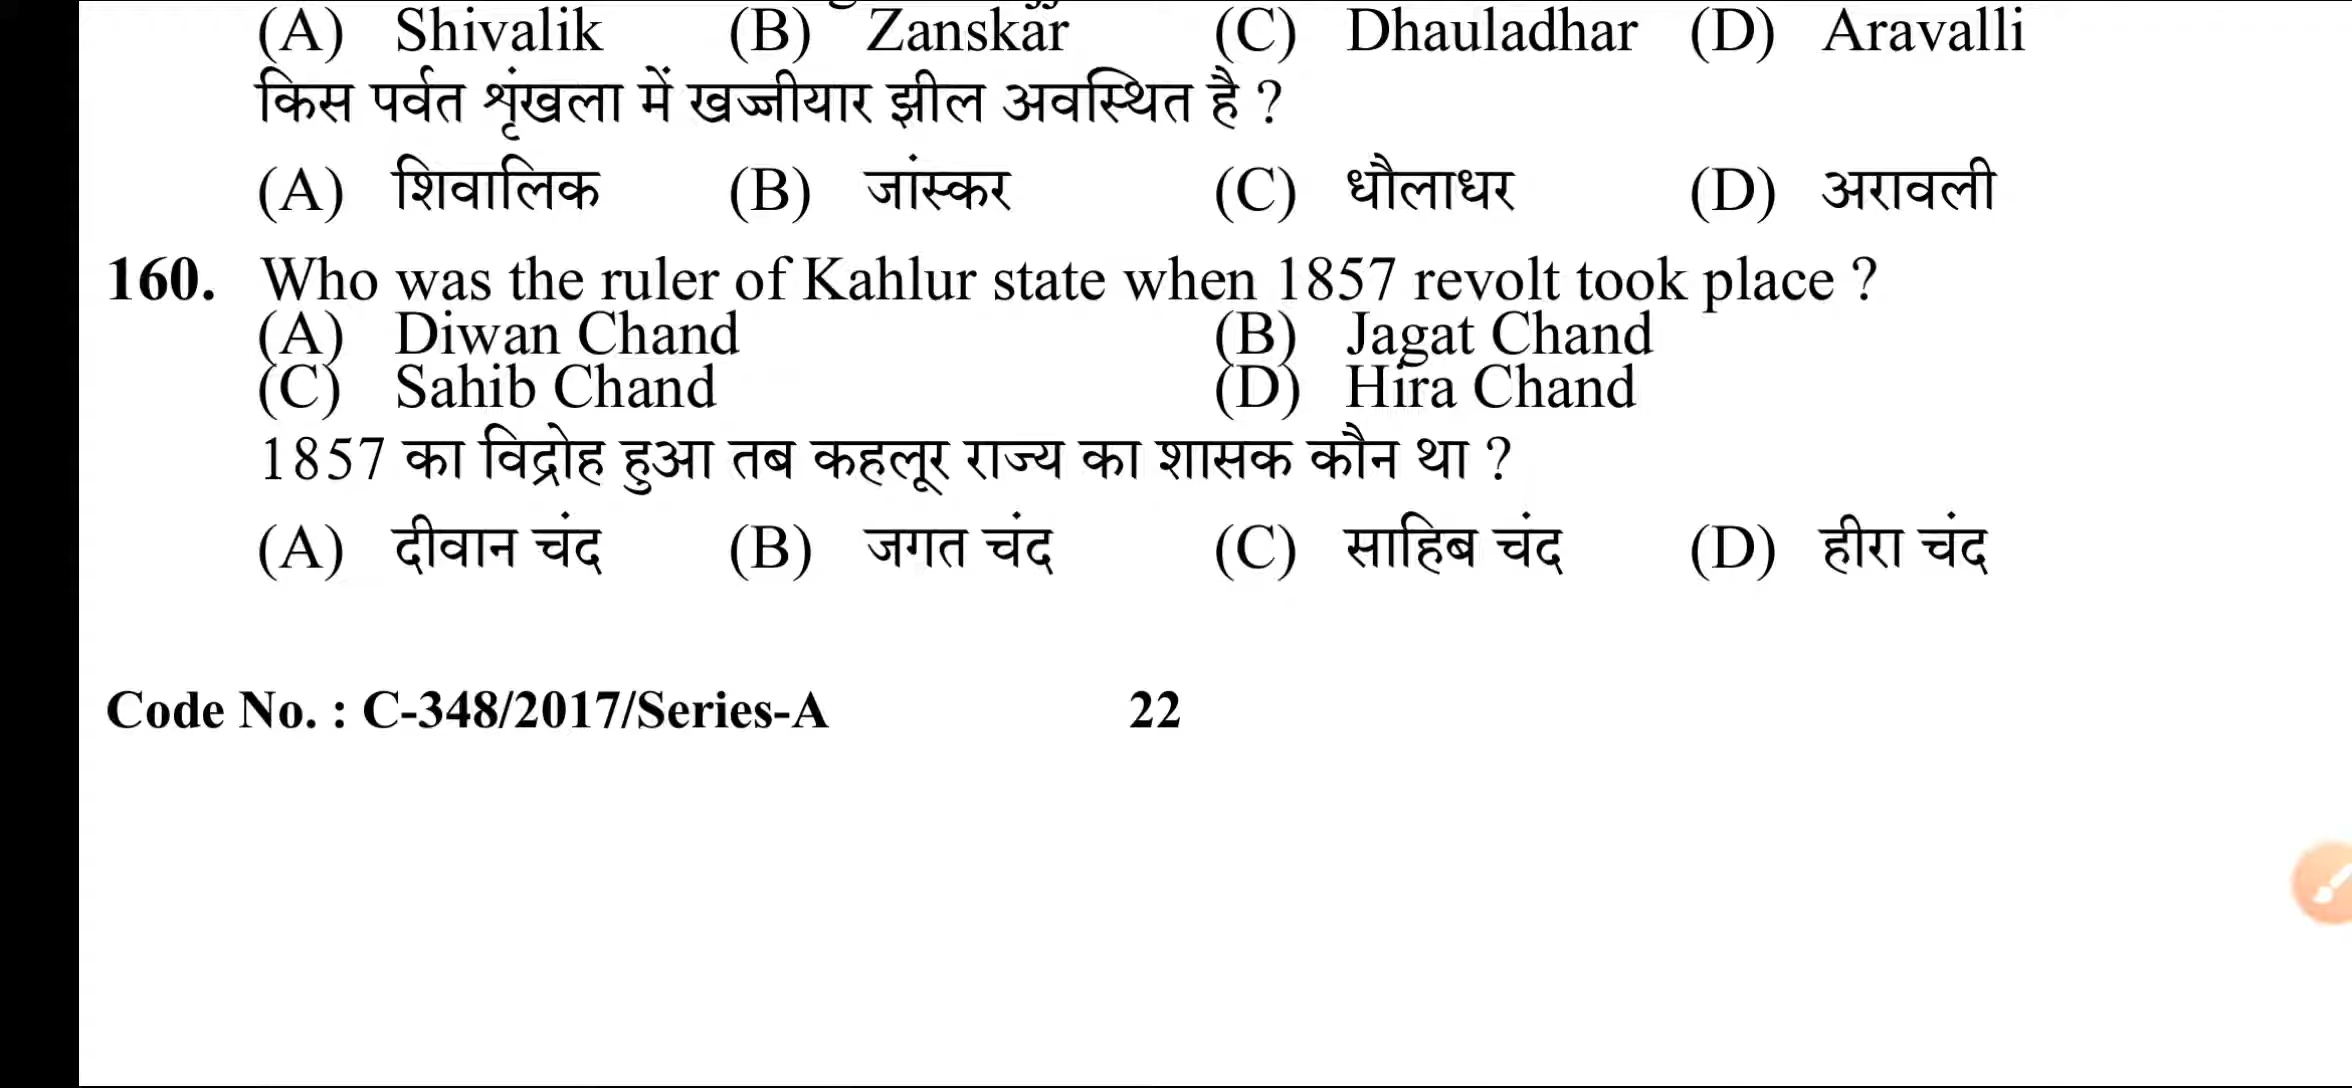 (A) Shivalik (B) Zanskar (C) Dhauladhar (D) Aravalli
किस पर्वत शृंखला में खज्जीयार झील अवस्थित है ?
(A) शिवालिक (B) जांस्कर (C) धौलाधर (D) अरावली
160. Who was the ruler of Kahlur state when 1857 revolt took place ?
(A) Diwan Chand (B) Jagat Chand
(C) Sahib Chand (D) Hira Chand
1857 का विद्रोह हुआ तब कहलूर राज्य का शासक कौन था ?
(A) दीवान चंद (B) जगत चंद (C) साहिब चंद (D) हीरा चंद
Code No. : C-348/2017/Series-A 22